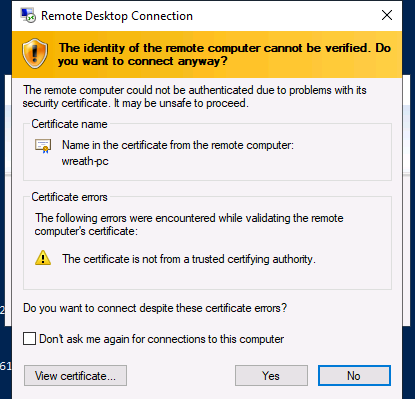 Remote Desktop Connection
The identity of the remote computer cannot be verified. Do
you want to connect anyway?
The remote computer could not be authenticated due to problems with its
security certificate. It may be unsafe to proceed.
Certificate name
Name in the certificate from the remote computer:
wreath-pc
Certificate errors
The following errors were encountered while validating the remote
computer's certificate:
The certificate is not from a trusted certifying authority.
Do you want to connect despite these certificate errors?
Don't ask me again for connections to this computer
61
View certificate...
Yes
No